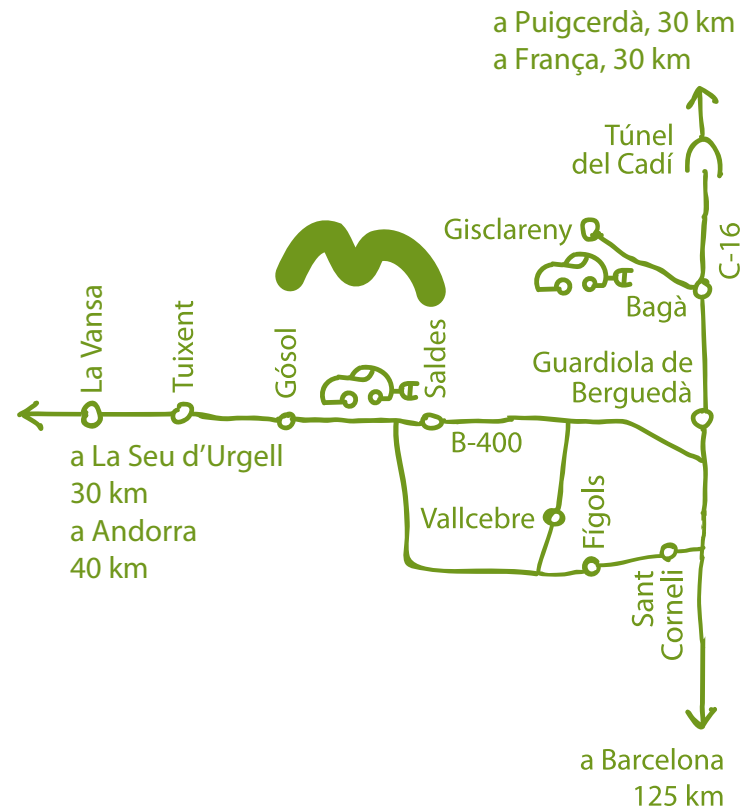 a Puigcerdà, 30 km
a França, 30 km
Túnel
del Cadí
C-16
Gisclareny
Bagà
La Vansa
Tuixent
Gósol
Saldes
Guardiola de
Berguedà
B-400
a La Seu d’Urgell
30 km
a Andorra
40 km
Vallcebre
Fígols
Sant
Corneli
a Barcelona
125 km